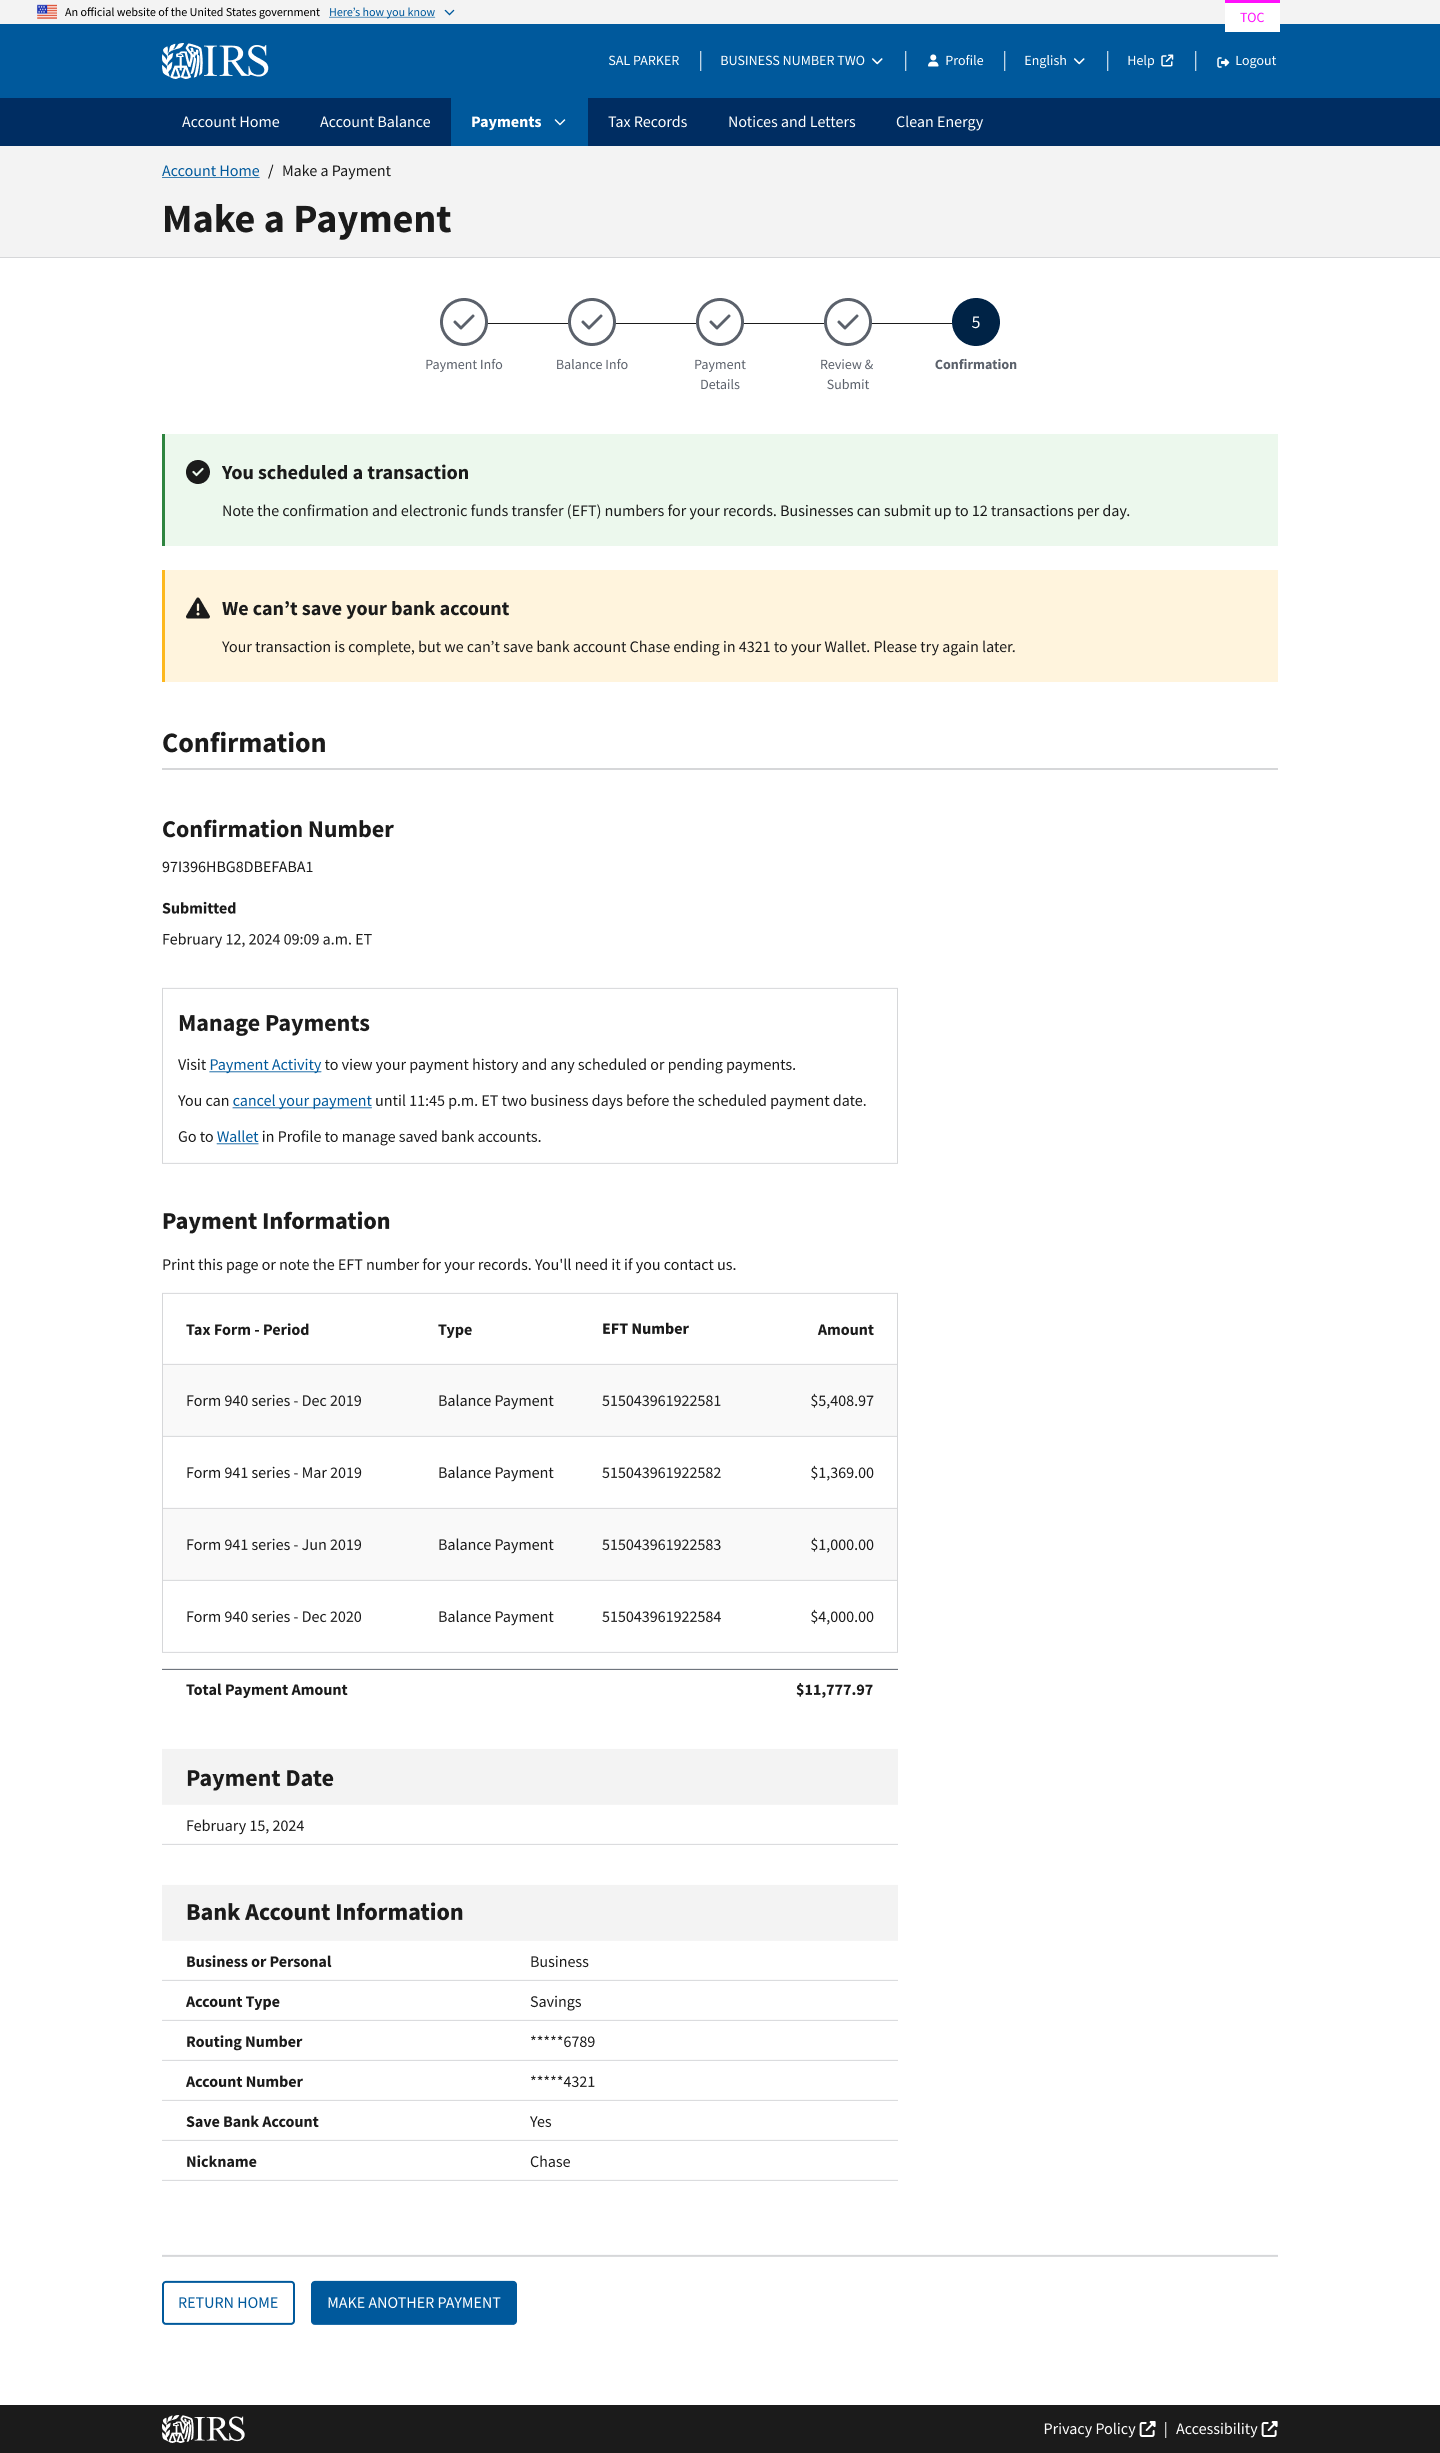 An official website of the United States government Here's how you know
TOC
IRS
SAL PARKER
BUSINESS NUMBER TWO
Profile
English
Help
Logout
Account Home
Account Balance
Payments
Tax Records
Notices and Letters
Clean Energy
Account Home / Make a Payment
Make a Payment
5
Payment Info
Balance Info
Payment
Details
Review &
Submit
Confirmation
You scheduled a transaction
Note the confirmation and electronic funds transfer (EFT) numbers for your records. Businesses can submit up to 12 transactions per day.
We can’t save your bank account
Your transaction is complete, but we can’t save bank account Chase ending in 4321 to your Wallet. Please try again later.
Confirmation
Confirmation Number
97I396HBG8DBEFABA1
Submitted
February 12, 2024 09:09 a.m. ET
Manage Payments
Visit Payment Activity to view your payment history and any scheduled or pending payments.
You can cancel your payment until 11:45 p.m. ET two business days before the scheduled payment date.
Go to Wallet in Profile to manage saved bank accounts.
Payment Information
Print this page or note the EFT number for your records. You'll need it if you contact us.
Tax Form - Period Type EFT Number Amount
Form 940 series - Dec 2019 Balance Payment 515043961922581 $5,408.97
Form 941 series - Mar 2019 Balance Payment 515043961922582 $1,369.00
Form 941 series - Jun 2019 Balance Payment 515043961922583 $1,000.00
Form 940 series - Dec 2020 Balance Payment 515043961922584 $4,000.00
Total Payment Amount $11,777.97
Payment Date
February 15, 2024
Bank Account Information
Business or Personal Business
Account Type Savings
Routing Number *****6789
Account Number *****4321
Save Bank Account Yes
Nickname Chase
RETURN HOME
MAKE ANOTHER PAYMENT
IRS
Privacy Policy | Accessibility